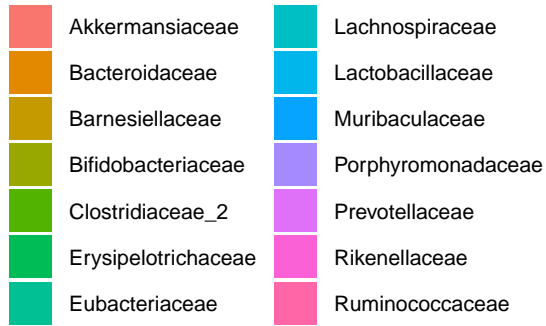 Akkermansiaceae
Bacteroidaceae
Barnesiellaceae
Bifidobacteriaceae
Clostridiaceae_2
Erysipelotrichaceae
Eubacteriaceae
Lachnospiraceae
Lactobacillaceae
Muribaculaceae
Porphyromonadaceae
Prevotellaceae
Rikenellaceae
Ruminococcaceae